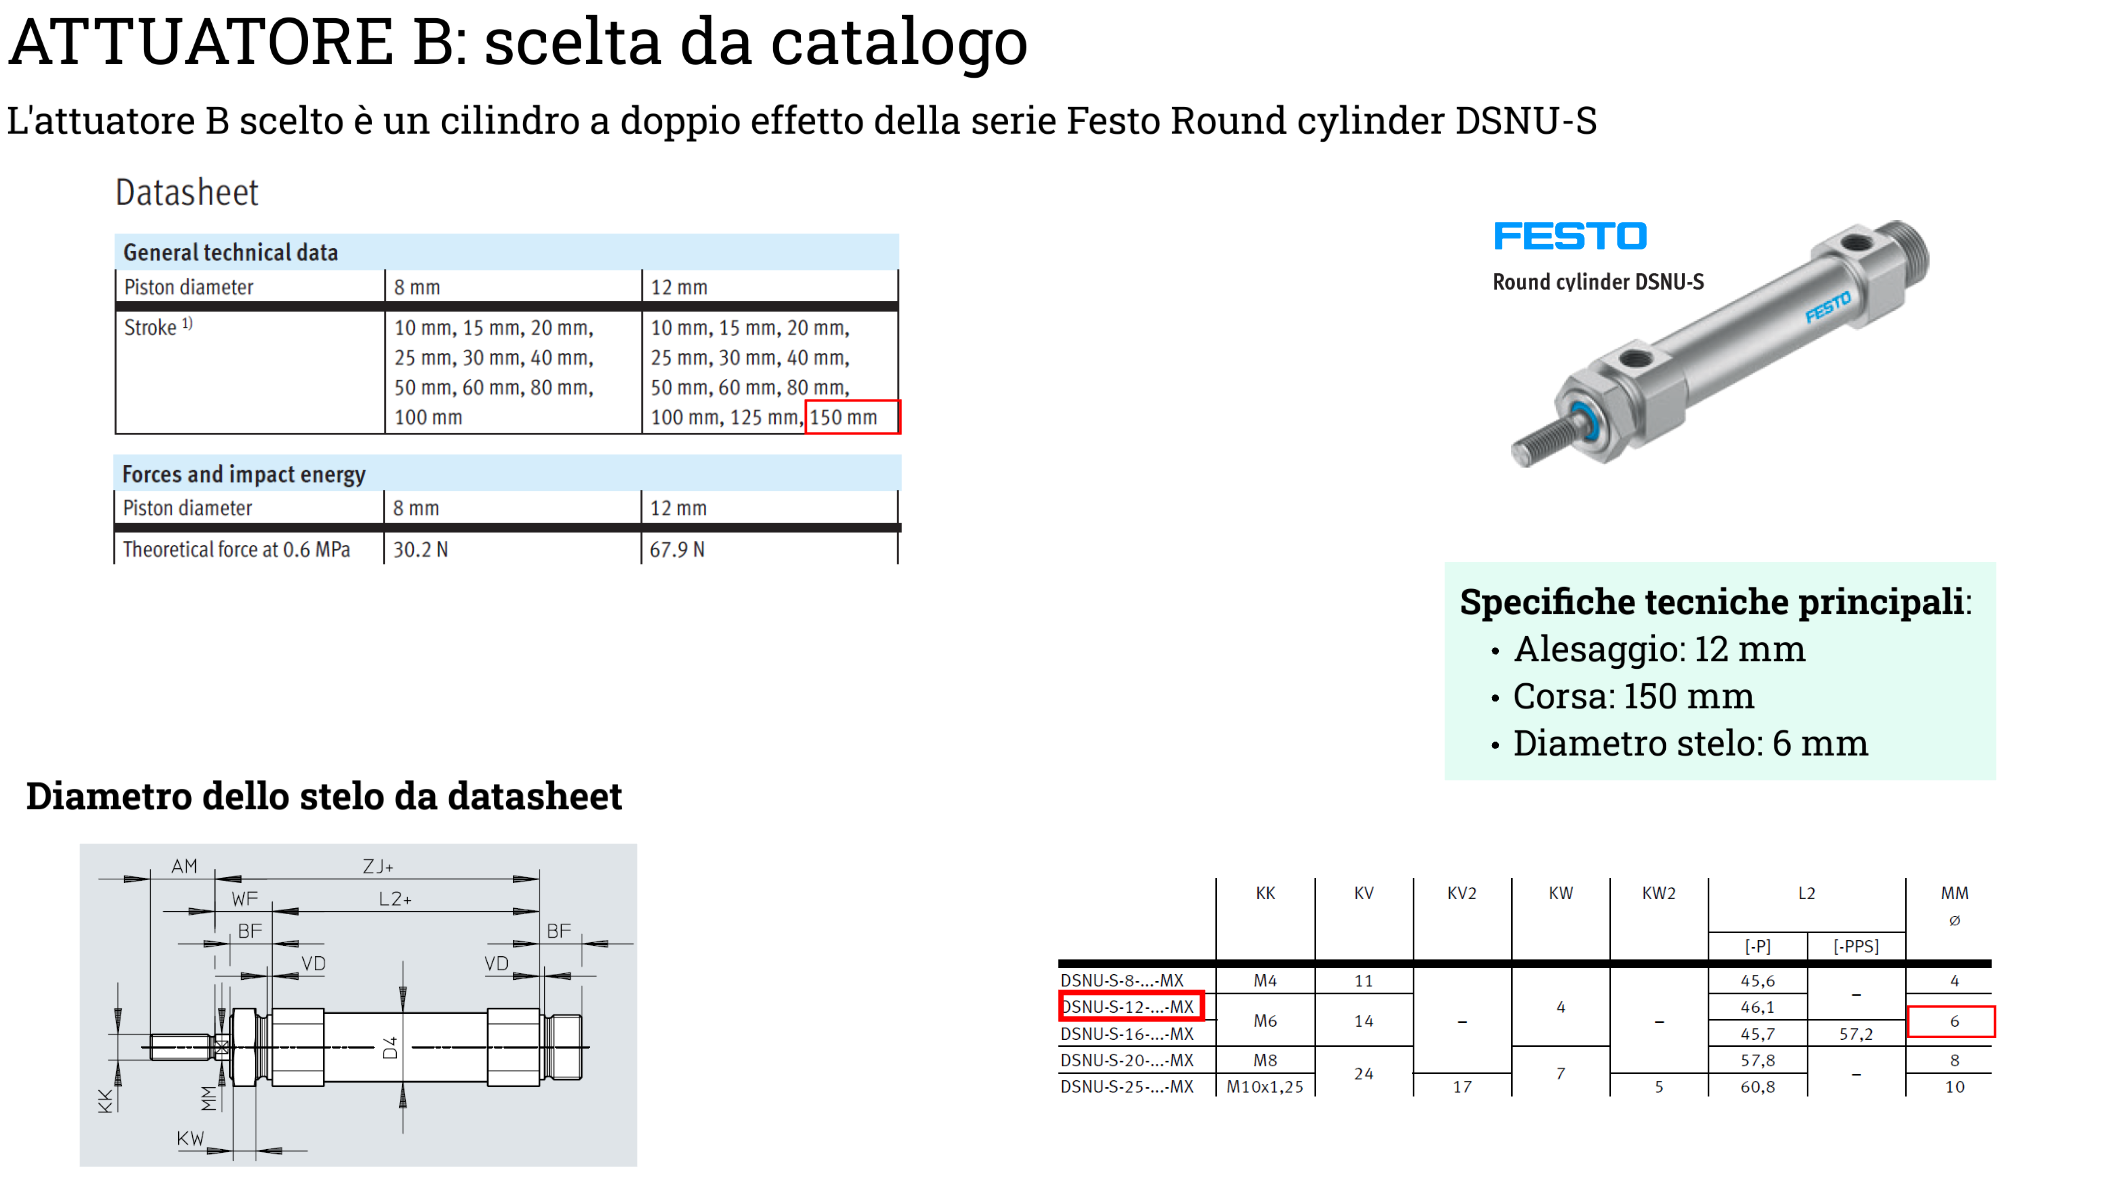 ATTUATORE B: scelta da catalogo
L'attuatore B scelto è un cilindro a doppio effetto della serie Festo Round cylinder DSNU-S
Datasheet
General technical data
Piston diameter 8 mm 12 mm
Stroke 1) 10 mm, 15 mm, 20 mm, 10 mm, 15 mm, 20 mm,
25 mm, 30 mm, 40 mm, 25 mm, 30 mm, 40 mm,
50 mm, 60 mm, 80 mm, 50 mm, 60 mm, 80 mm,
100 mm 100 mm, 125 mm, 150 mm
Forces and impact energy
Piston diameter 8 mm 12 mm
Theoretical force at 0.6 MPa 30.2 N 67.9 N
FESTO
Round cylinder DSNU-S
FESTO
Specifiche tecniche principali:
• Alesaggio: 12 mm
• Corsa: 150 mm
• Diametro stelo: 6 mm
Diametro dello stelo da datasheet
AM ZJ+
WF L2+
BF BF
VD VD
D4
KK MM
KW
KK KV KV2 KW KW2 L2 MM
Ø
[-P] [-PPS]
DSNU-S-8-...-MX M4 11 – 4 – 45,6 – 4
DSNU-S-12-...-MX M6 14 46,1 6
DSNU-S-16-...-MX 45,7 57,2
DSNU-S-20-...-MX M8 24 7 57,8 – 8
DSNU-S-25-...-MX M10x1,25 17 5 60,8 10